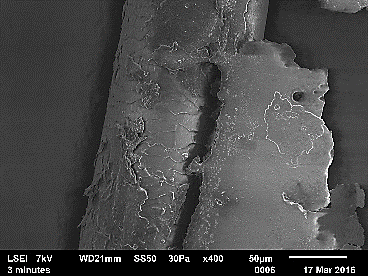 LSEI 7kV WD21mm SS50 30Pa x400 50µm
3 minutes 0006 17 Mar 2016